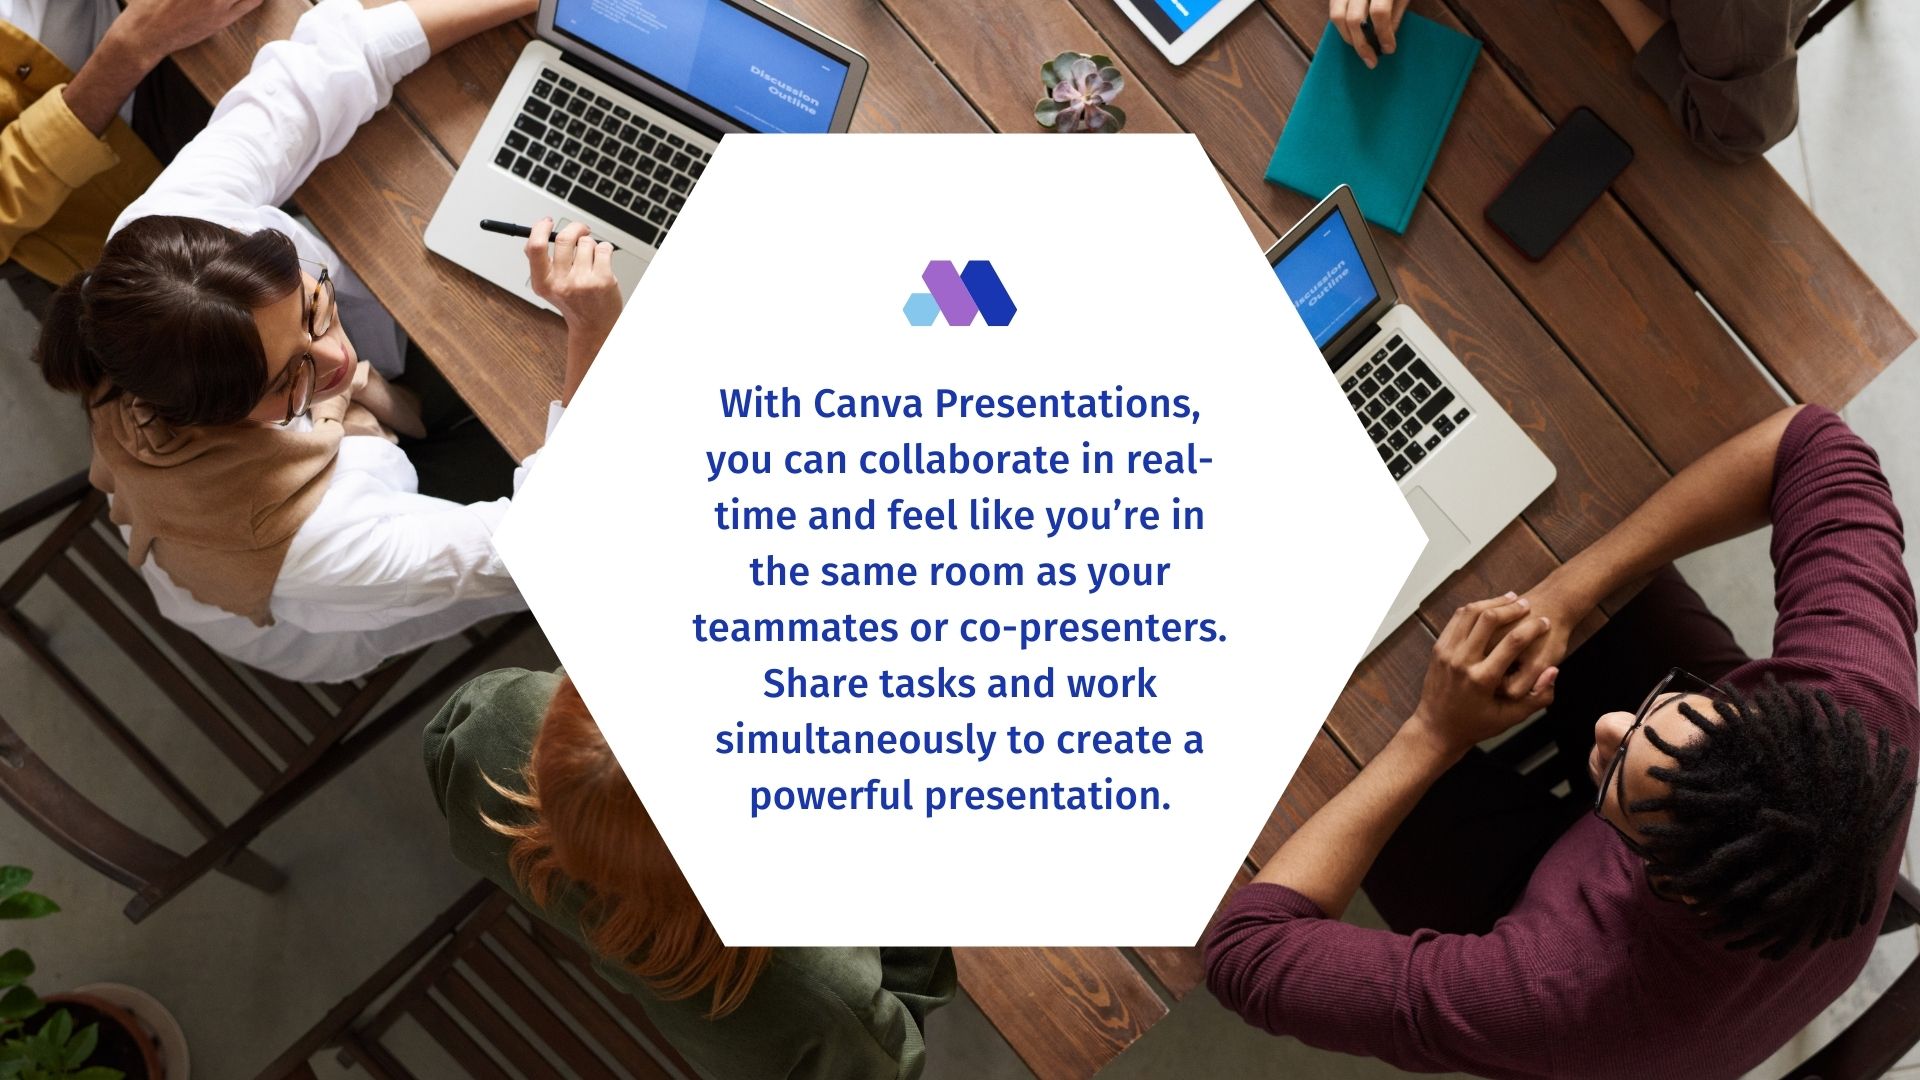 Discussion
Outline
With Canva Presentations,
you can collaborate in real-
time and feel like you’re in
the same room as your
teammates or co-presenters.
Share tasks and work
simultaneously to create a
powerful presentation.
Outline